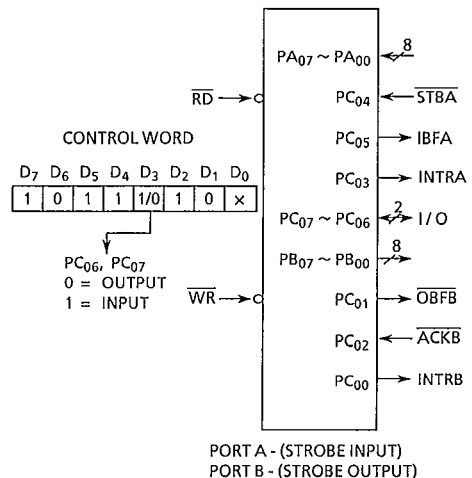 PA07 ~ PA00 8
RD PC04 STBA
PC05 IBFA
CONTROL WORD
D7 D6 D5 D4 D3 D2 D1 D0 PC03 INTRA
1 0 1 1 1/0 1 0 × PC07 ~ PC06 2 I/O
PC06, PC07 PB07 ~ PB00 8
0 = OUTPUT
1 = INPUT WR PC01 OBFB
PC02 ACKB
PC00 INTRB
PORT A - (STROBE INPUT)
PORT B - (STROBE OUTPUT)